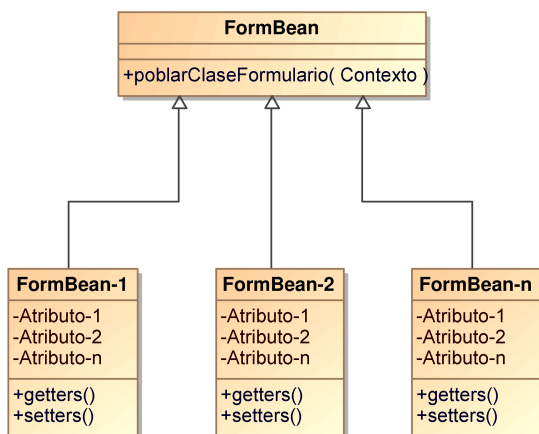 FormBean
+poblarClaseFormulario( Contexto )
FormBean-1
-Atributo-1
-Atributo-2
-Atributo-n
+getters()
+setters()
FormBean-2
-Atributo-1
-Atributo-2
-Atributo-n
+getters()
+setters()
FormBean-n
-Atributo-1
-Atributo-2
-Atributo-n
+getters()
+setters()